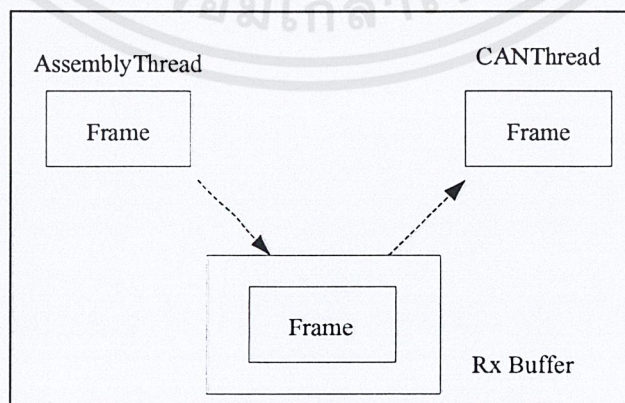 AssemblyThread
CANThread
Frame
Frame
Frame
Rx Buffer